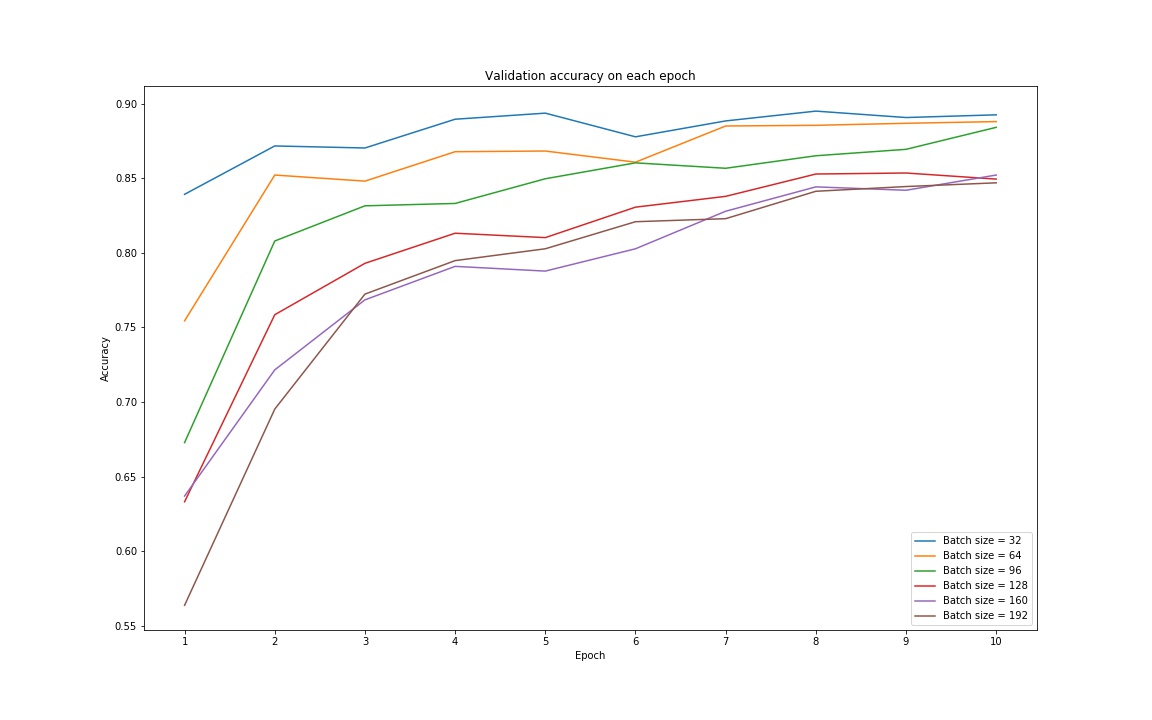 Validation accuracy on each epoch
0.90
0.85
0.80
0.75
0.70
0.65
0.60
0.55
Accuracy
Batch size = 32
Batch size = 64
Batch size = 96
Batch size = 128
Batch size = 160
Batch size = 192
1 2 3 4 5 6 7 8 9 10
Epoch